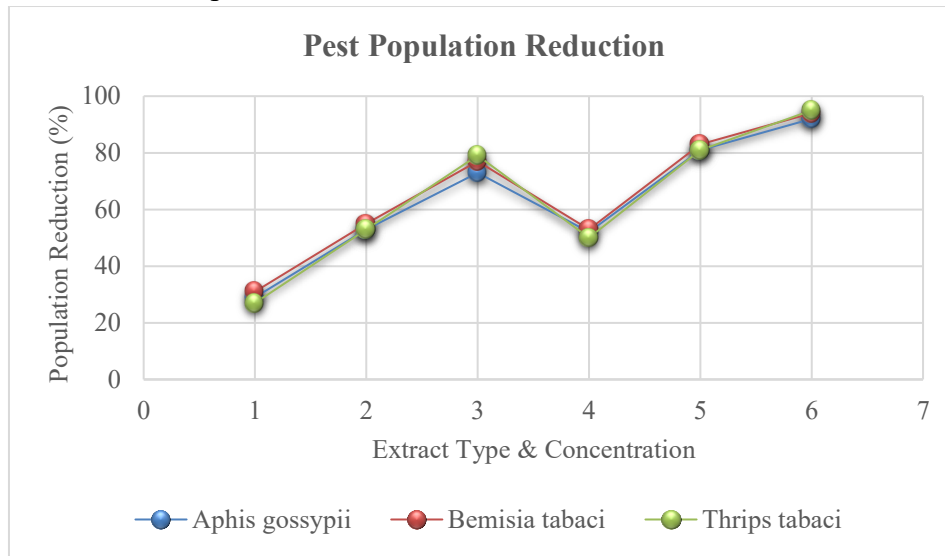 Pest Population Reduction
Population Reduction (%)
100
80
60
40
20
0
0 1 2 3 4 5 6 7
Extract Type & Concentration
Aphis gossypii Bemisia tabaci Thrips tabaci